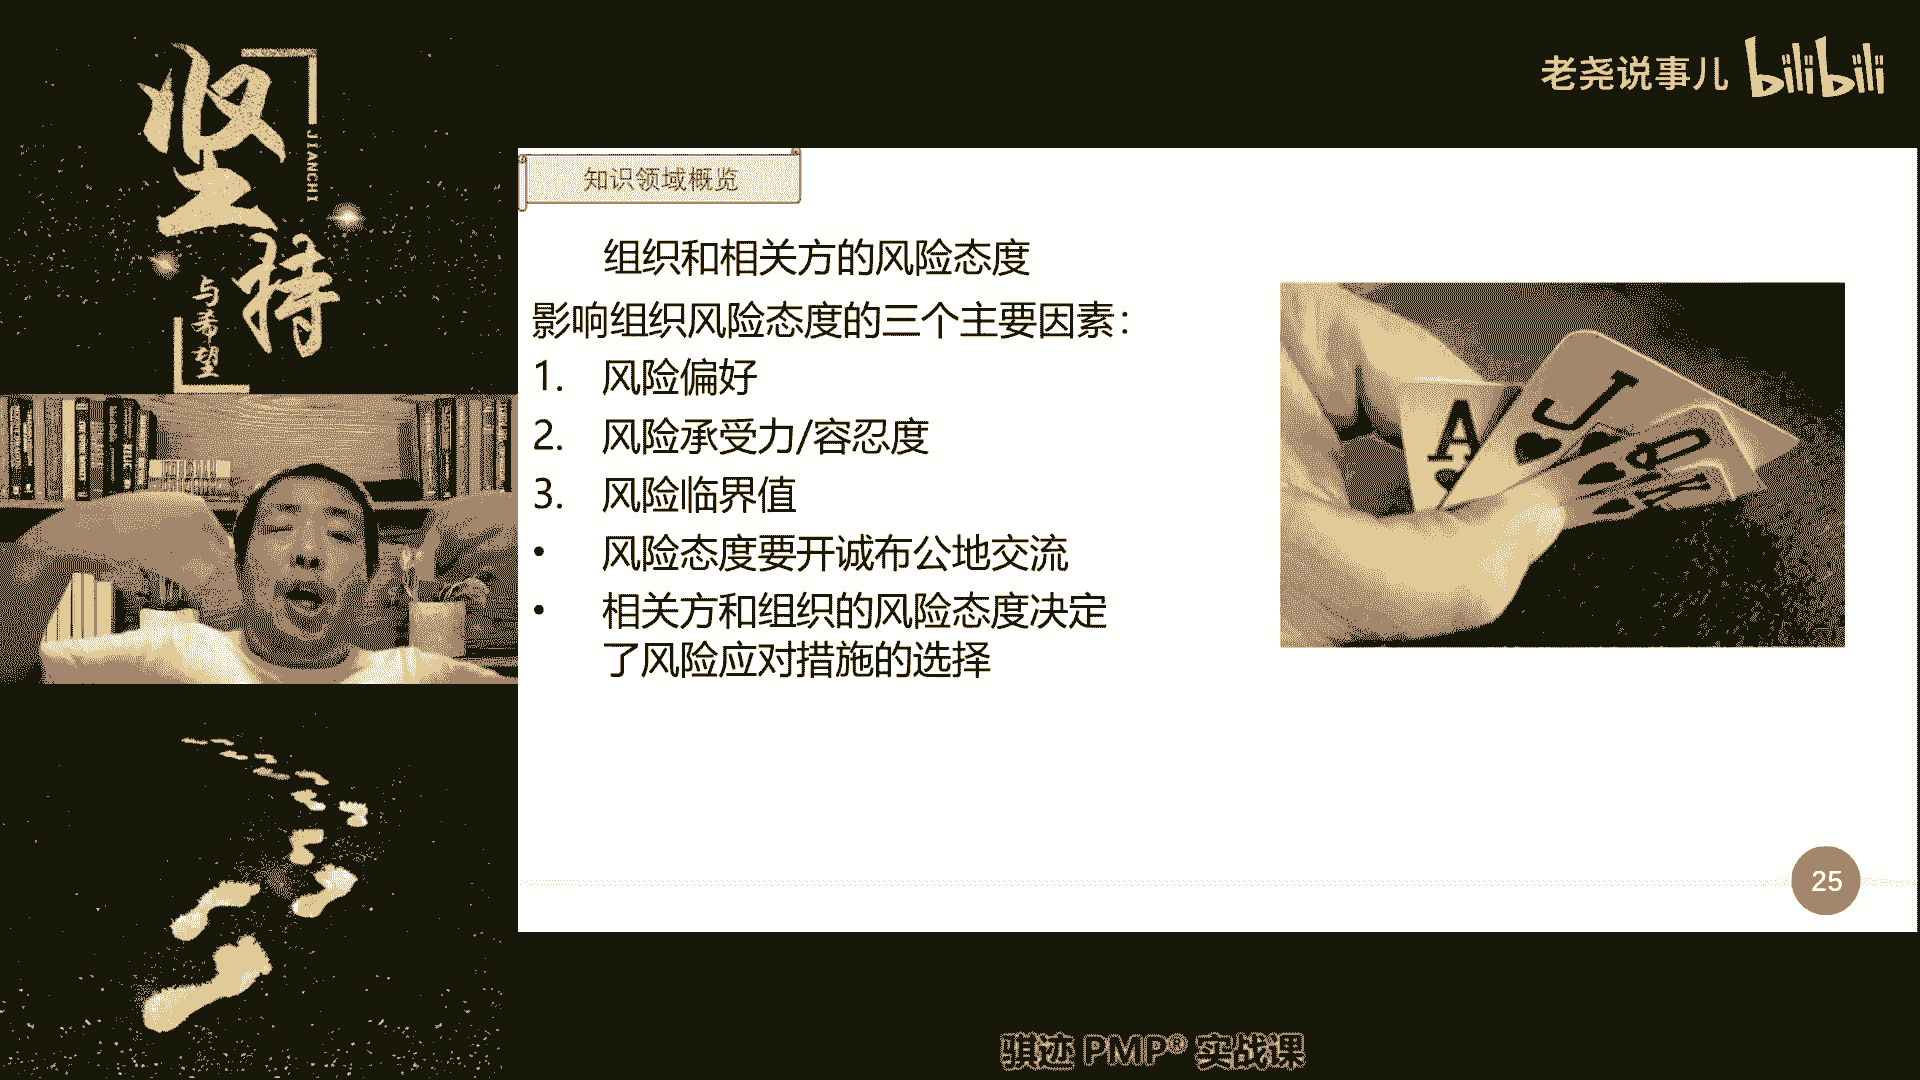 坚持
JIANCHI
与希望
老尧说事儿 bilibili
知识领域概览
组织和相关方的风险态度
影响组织风险态度的三个主要因素：
1. 风险偏好
2. 风险承受力/容忍度
3. 风险临界值
• 风险态度要开诚布公地交流
• 相关方和组织的风险态度决定
了风险应对措施的选择
A
J
Q
K
25
骐迹 PMP® 实战课